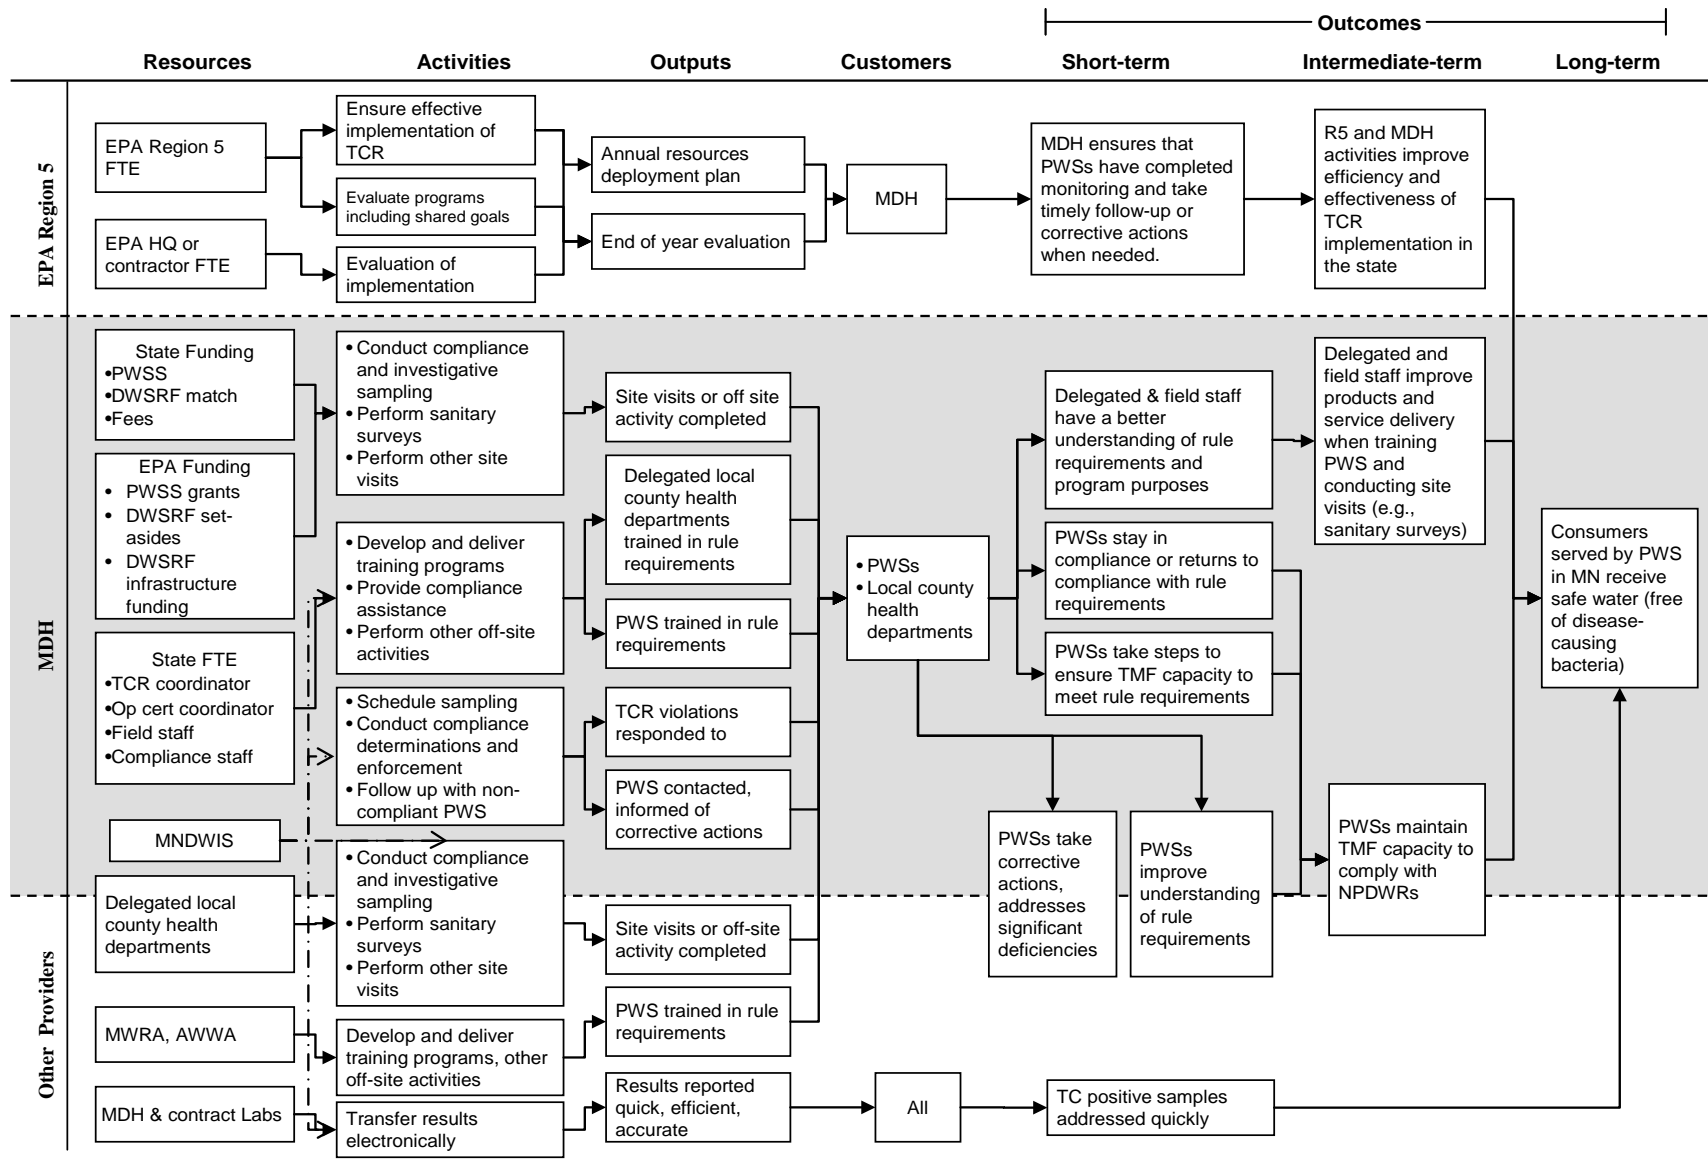 Outcomes
Resources
Activities
Outputs
Customers
Short-term
Intermediate-term
Long-term
EPA Region 5
EPA Region 5
FTE
EPA HQ or
contractor FTE
Ensure effective
implementation of
TCR
Evaluate programs
including shared goals
Evaluation of
implementation
Annual resources
deployment plan
End of year evaluation
MDH
MDH ensures that
PWSs have completed
monitoring and take
timely follow-up or
corrective actions
when needed.
R5 and MDH
activities improve
efficiency and
effectiveness of
TCR
implementation in
the state
MDH
State Funding
•PWSS
•DWSRF match
•Fees
EPA Funding
• PWSS grants
• DWSRF set-
asides
• DWSRF
infrastructure
funding
State FTE
•TCR coordinator
•Op cert coordinator
•Field staff
•Compliance staff
MNDWIS
• Conduct compliance
and investigative
sampling
• Perform sanitary
surveys
• Perform other site
visits
• Develop and deliver
training programs
• Provide compliance
assistance
• Perform other off-site
activities
• Schedule sampling
• Conduct compliance
determinations and
enforcement
• Follow up with non-
compliant PWS
Site visits or off site
activity completed
Delegated local
county health
departments
trained in rule
requirements
PWS trained in rule
requirements
TCR violations
responded to
PWS contacted,
informed of
corrective actions
• PWSs
• Local county
health
departments
Delegated & field staff
have a better
understanding of rule
requirements and
program purposes
PWSs stay in
compliance or returns to
compliance with rule
requirements
PWSs take steps to
ensure TMF capacity to
meet rule requirements
PWSs take
corrective
actions,
addresses
significant
deficiencies
PWSs
improve
understanding
of rule
requirements
Delegated and
field staff improve
products and
service delivery
when training
PWS and
conducting site
visits (e.g.,
sanitary surveys)
PWSs maintain
TMF capacity to
comply with
NPDWRs
Consumers
served by PWS
in MN receive
safe water (free
of disease-
causing
bacteria)
Other Providers
Delegated local
county health
departments
MWRA, AWWA
MDH & contract Labs
• Conduct compliance
and investigative
sampling
• Perform sanitary
surveys
• Perform other site
visits
Develop and deliver
training programs, other
off-site activities
Transfer results
electronically
Site visits or off-site
activity completed
PWS trained in rule
requirements
Results reported
quick, efficient,
accurate
All
TC positive samples
addressed quickly